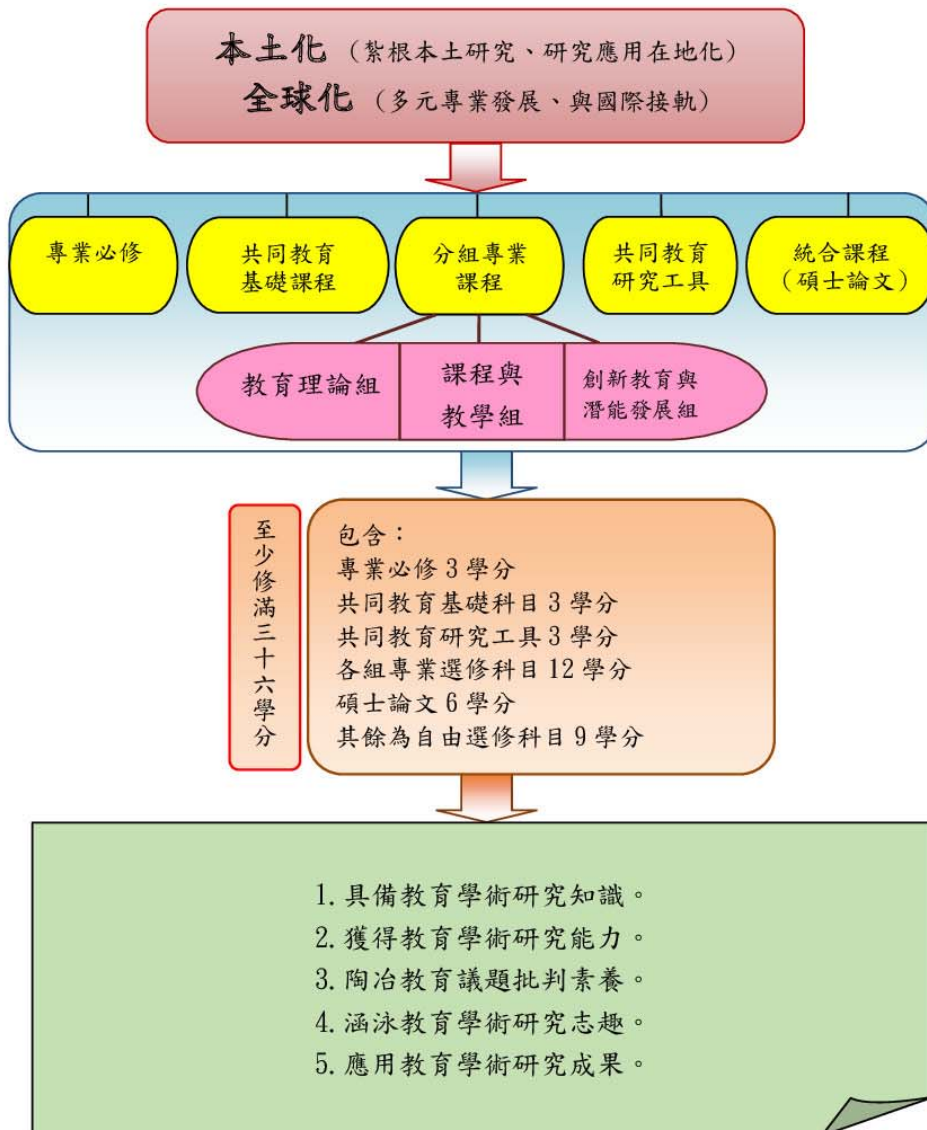 本土化（紮根本土研究、研究應用在地化）
全球化（多元專業發展、與國際接軌）
專業必修
共同教育
基礎課程
分組專業
課程
共同教育
研究工具
統合課程
（碩士論文）
教育理論組
課程與
教學組
創新教育與
潛能發展組
至少修滿三十六學分
包含：
專業必修 3 學分
共同教育基礎科目 3 學分
共同教育研究工具 3 學分
各組專業選修科目 12 學分
碩士論文 6 學分
其餘為自由選修科目 9 學分
1. 具備教育學術研究知識。
2. 獲得教育學術研究能力。
3. 陶冶教育議題批判素養。
4. 涵泳教育學術研究志趣。
5. 應用教育學術研究成果。